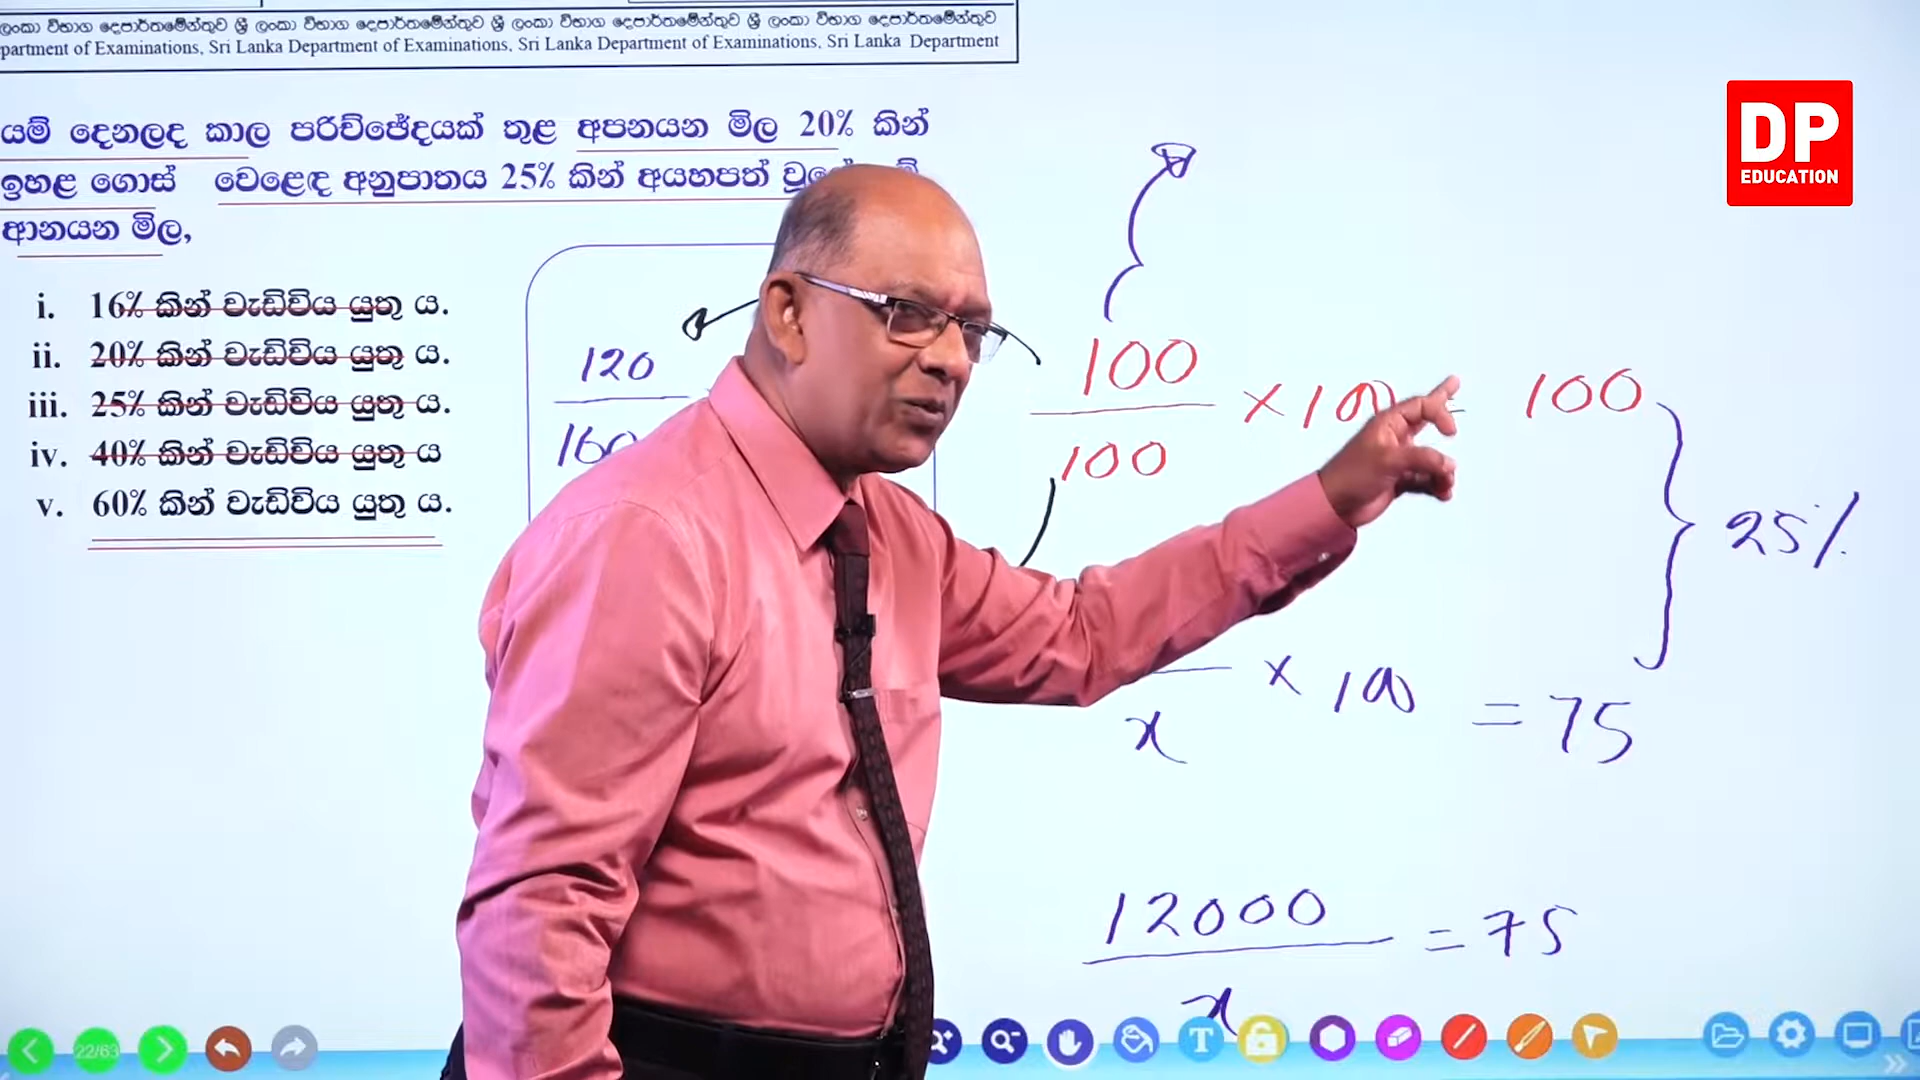 ලංකා විභාග දෙපාර්තමේන්තුව ශ්‍රී ලංකා විභාග දෙපාර්තමේන්තුව ශ්‍රී ලංකා විභාග දෙපාර්තමේන්තුව ශ්‍රී ලංකා විභාග දෙපාර්තමේන්තුව
partment of Examinations, Sri Lanka Department of Examinations, Sri Lanka Department of Examinations, Sri Lanka Department
DP
EDUCATION
යම් දෙනලද කාල පරිච්ඡේදයක් තුළ අපනයන මිල 20% කින්
ඉහළ ගොස් වෙළෙඳ අනුපාතය 25% කින් අයහපත්
ආනයන මිල,
i. 16% කින් වැඩිවිය යුතු ය.
ii. 20% කින් වැඩිවිය යුතු ය.
iii. 25% කින් වැඩිවිය යුතු ය.
iv. 40% කින් වැඩිවිය යුතු ය
v. 60% කින් වැඩිවිය යුතු ය.
120
160
100
100
× 100 = 100
25%
x
× 100 = 75
12000
= 75
x
22/63
T